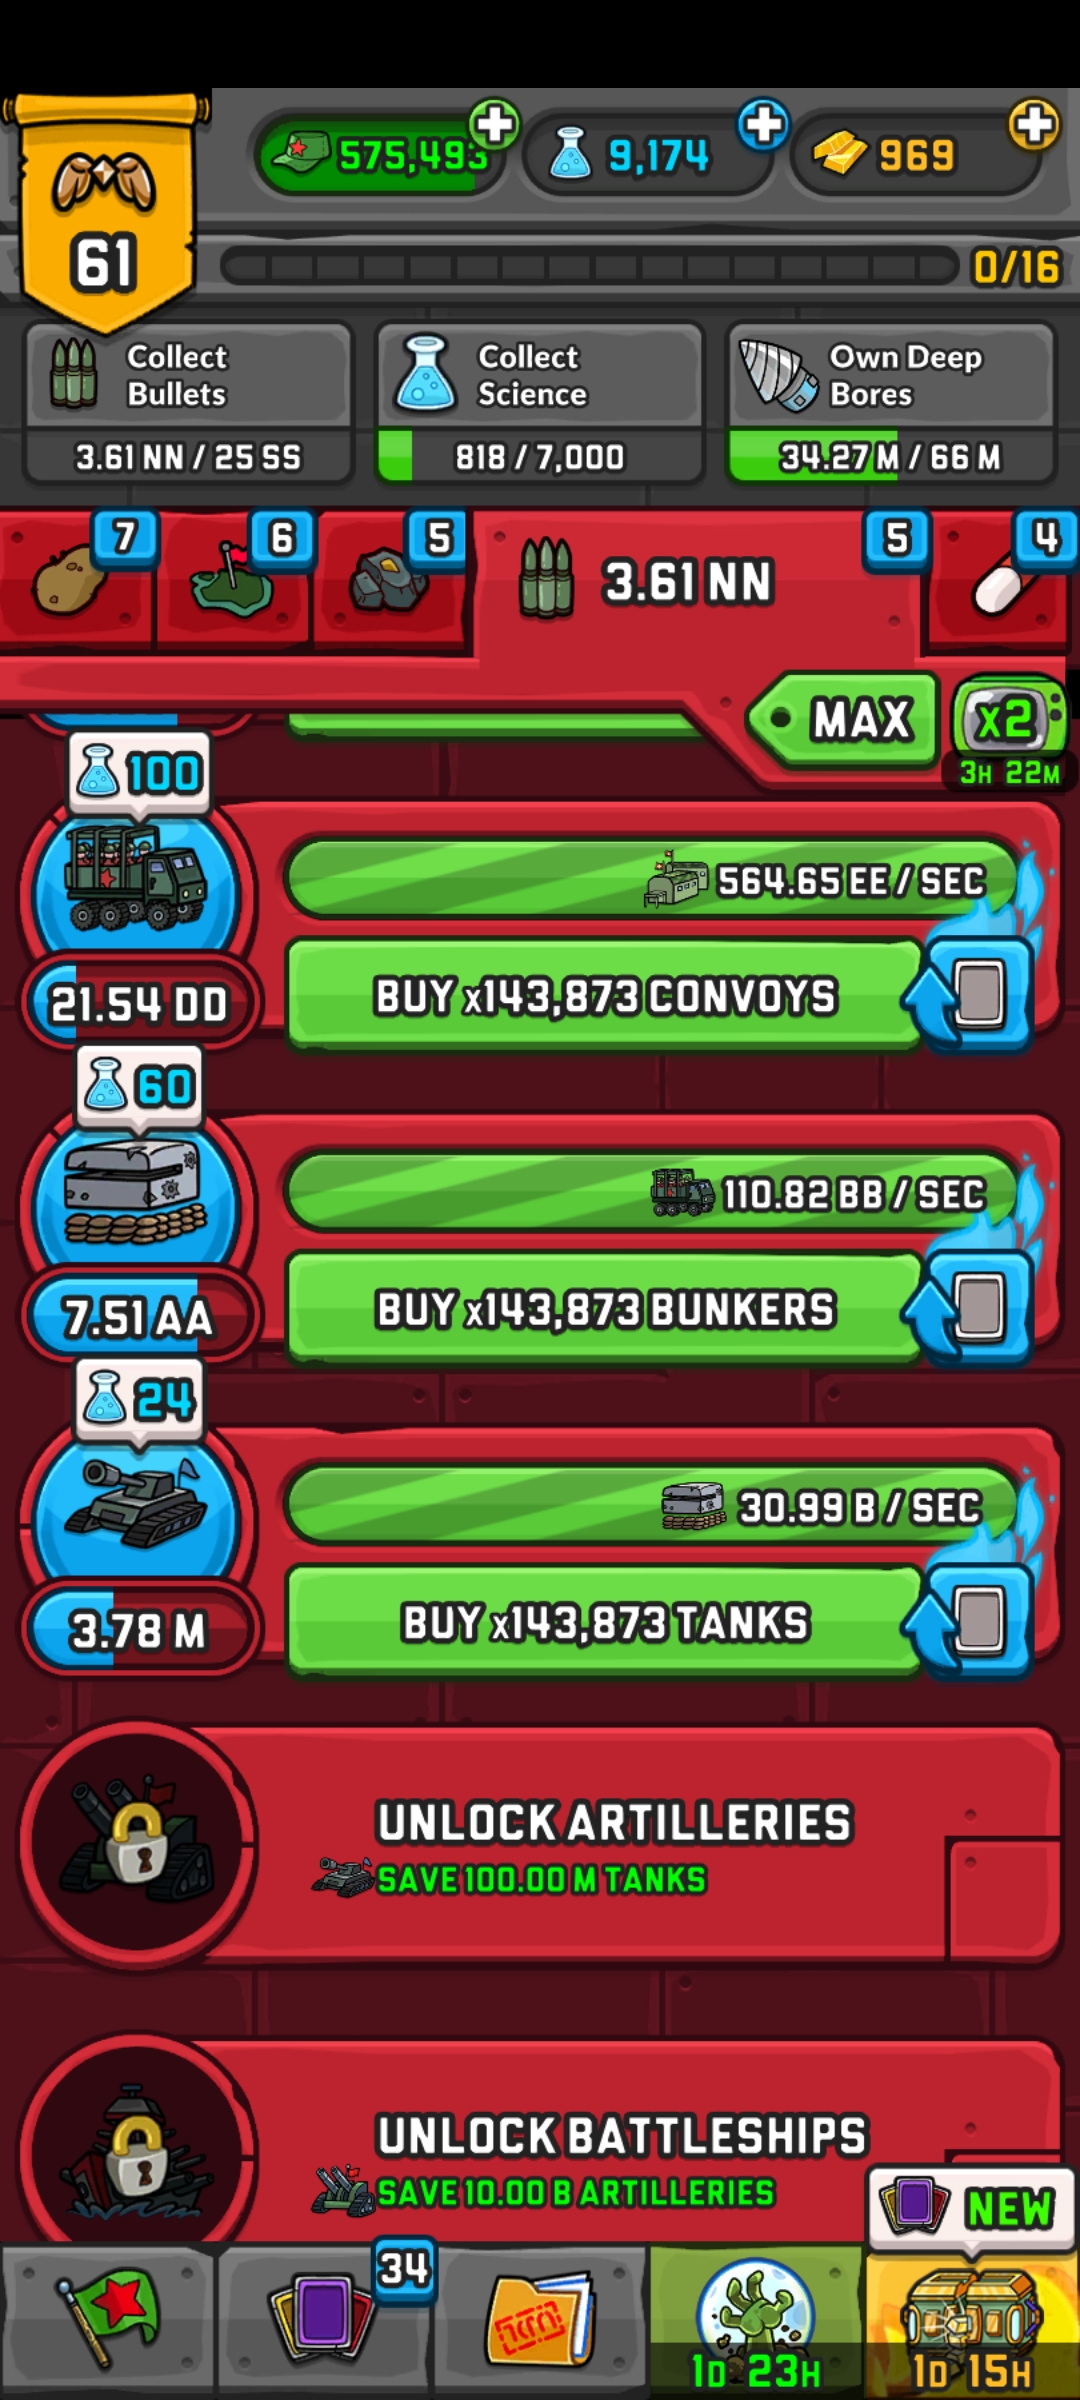 575,493
9,174
969
61
0/16
Collect
Bullets
3.61 NN / 25 SS
Collect
Science
818 / 7,000
Own Deep
Bores
34.27 M / 66 M
7
6
5
3.61 NN
5
4
MAX
x2
3H 22M
100
564.65 EE / SEC
21.54 DD
BUY x143,873 CONVOYS
60
110.82 BB / SEC
7.51 AA
BUY x143,873 BUNKERS
24
30.99 B / SEC
3.78 M
BUY x143,873 TANKS
UNLOCK ARTILLERIES
SAVE 100.00 M TANKS
UNLOCK BATTLESHIPS
SAVE 10.00 B ARTILLERIES
NEW
34
1D 23H
1D 15H